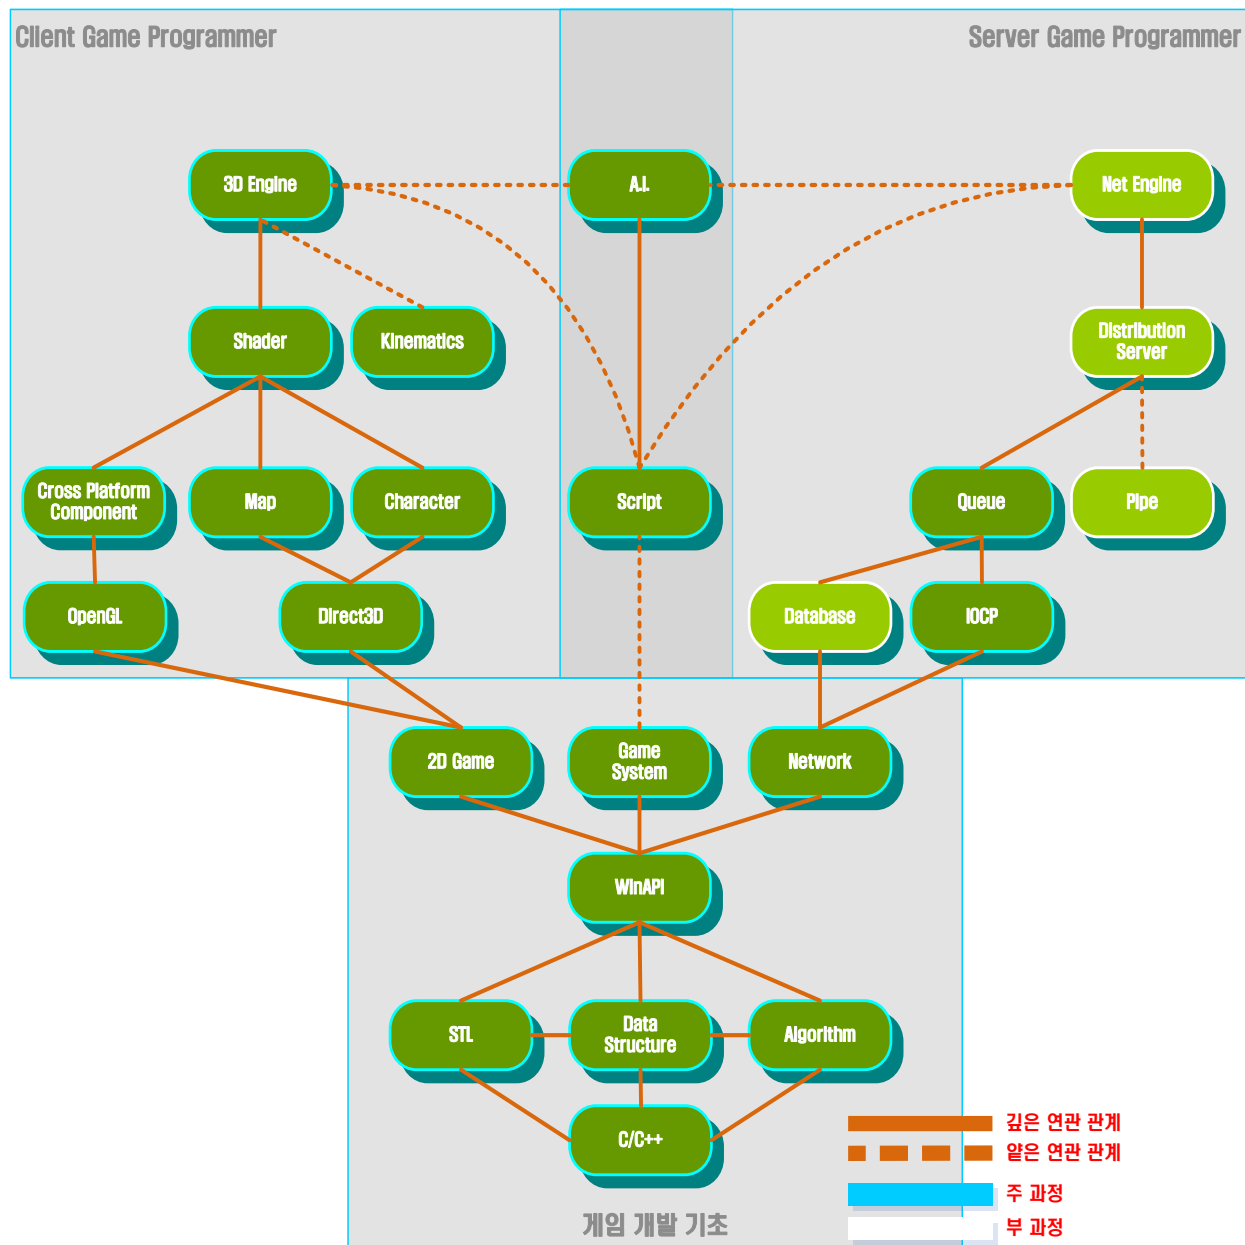 Client Game Programmer
Server Game Programmer
3D Engine
A.I.
Net Engine
Shader
Kinematics
Distribution
Server
Cross Platform
Component
Map
Character
Script
Queue
Pipe
OpenGL
Direct3D
Database
IOCP
2D Game
Game
System
Network
WinAPI
STL
Data
Structure
Algorithm
C/C++
깊은 연관 관계
얕은 연관 관계
주 과정
부 과정
게임 개발 기초